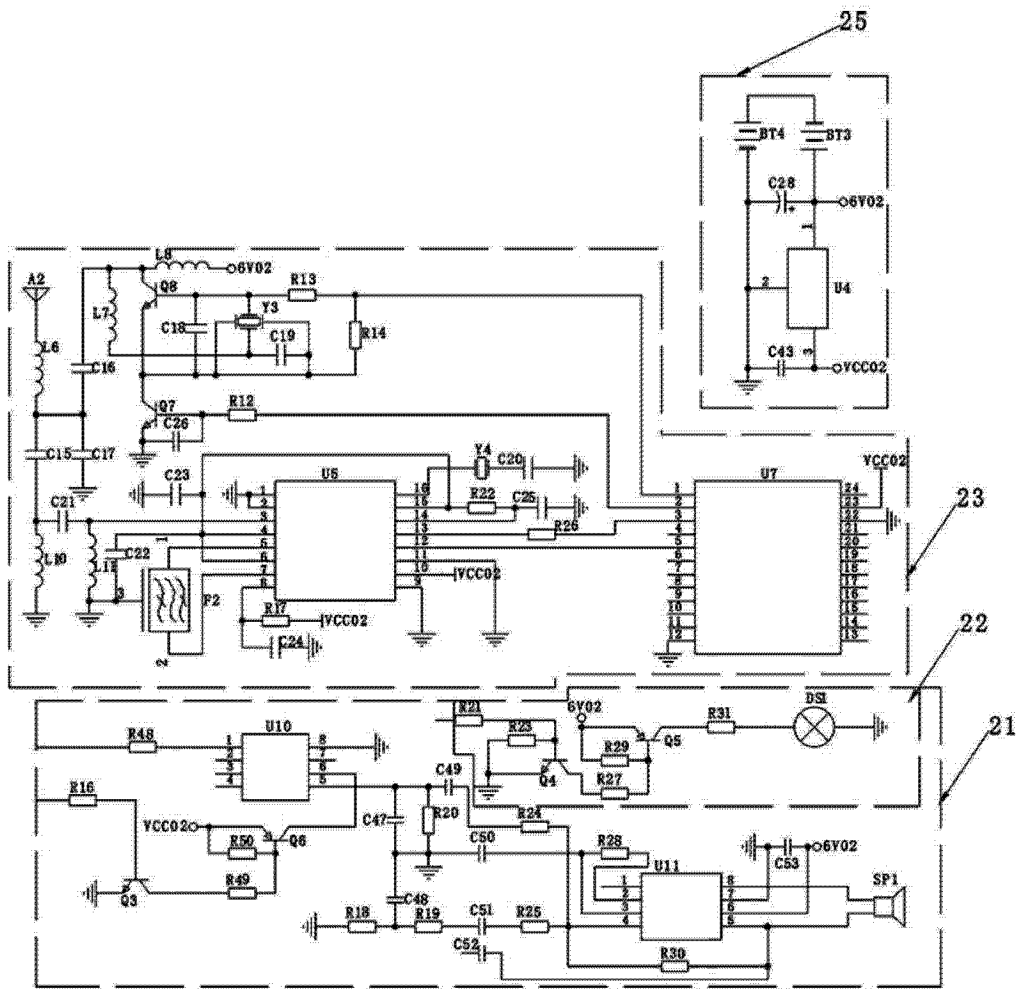 25
BT4
BT3
C28
+
6V02
1
2
U4
C43
3
VCC02
A2
L8
6V02
Q8
R13
L7
Y3
C18
C19
R14
L6
C16
Q7
R12
C26
C15
C17
U5
Y4
C20
U7
VCC02
C23
R22
C25
C21
R26
23
1
2
3
4
5
6
7
8
16
15
14
13
12
11
10
9
1
2
3
4
5
6
7
8
9
10
11
12
24
23
22
21
20
19
18
17
16
15
14
13
L10
L11
C22
1
3
F2
2
VCC02
R17
VCC02
C24
22
R21
6V02
DS1
R31
R23
Q5
R29
Q4
R27
21
R48
U10
1
2
3
4
8
7
6
5
R16
C49
C47
R20
R24
VCC02
Q6
R50
C50
R28
U11
C53
6V02
Q3
R49
C48
1
2
3
4
8
7
6
5
SP1
R18
R19
C51
R25
C52
R30